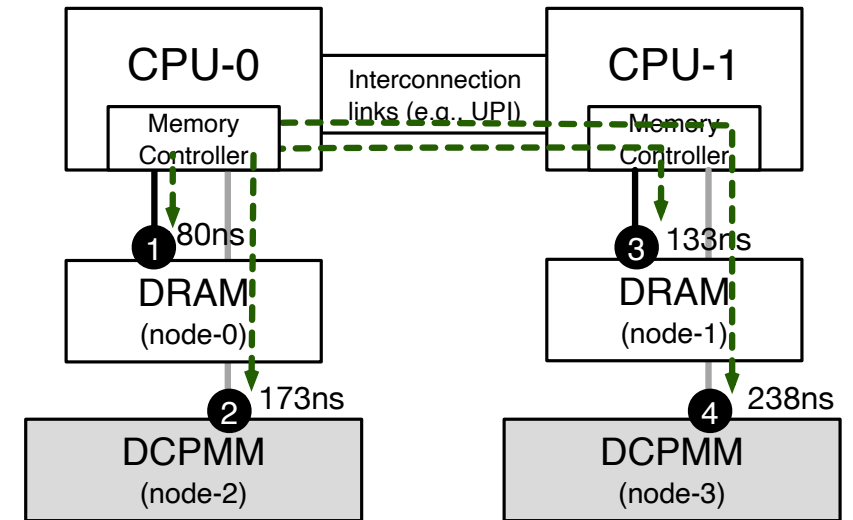 CPU-0
CPU-1
Interconnection
links (e.g., UPI)
Memory
Controller
Memory
Controller
1
80ns
3
133ns
DRAM
(node-0)
DRAM
(node-1)
2
173ns
4
238ns
DCPMM
(node-2)
DCPMM
(node-3)